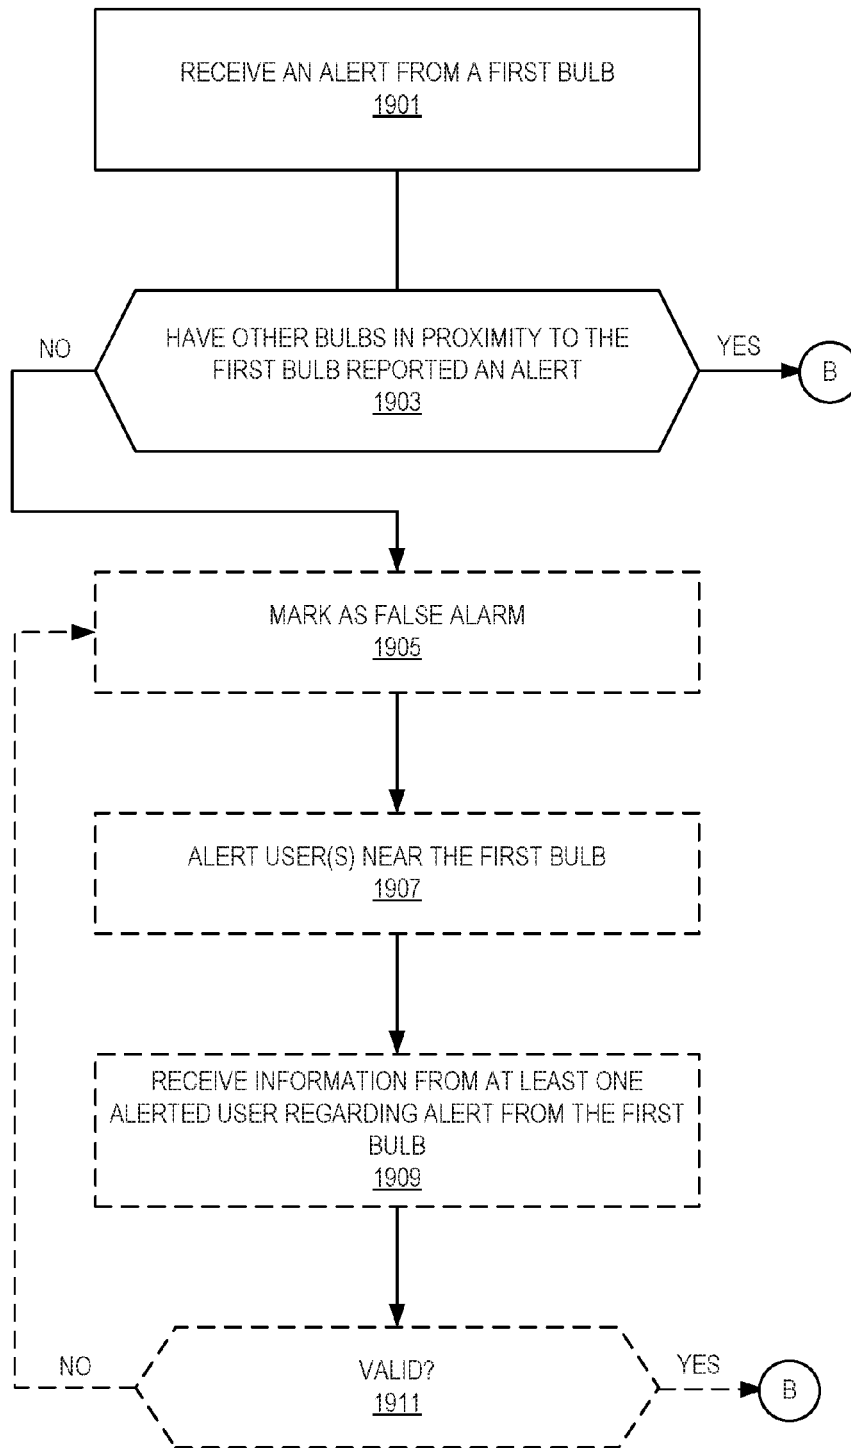 RECEIVE AN ALERT FROM A FIRST BULB
1901
NO
HAVE OTHER BULBS IN PROXIMITY TO THE
FIRST BULB REPORTED AN ALERT
1903
YES
B
MARK AS FALSE ALARM
1905
ALERT USER(S) NEAR THE FIRST BULB
1907
RECEIVE INFORMATION FROM AT LEAST ONE
ALERTED USER REGARDING ALERT FROM THE FIRST
BULB
1909
NO
VALID?
1911
YES
B